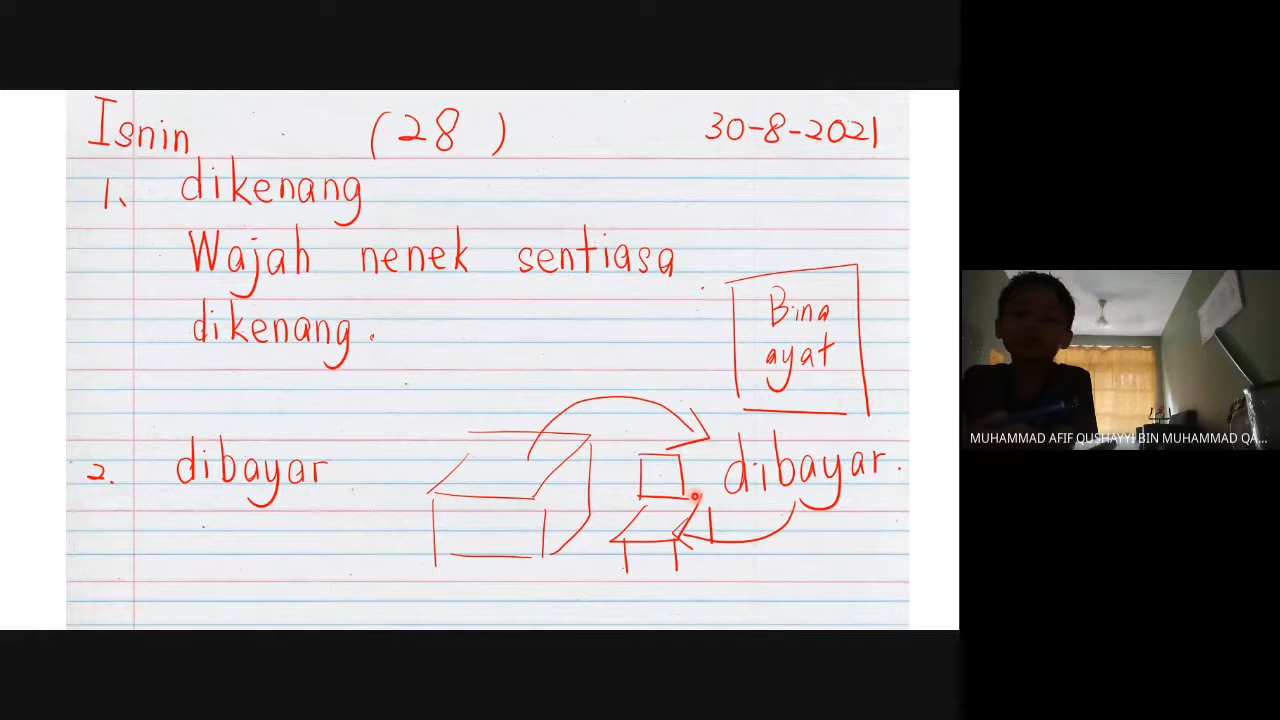 Isnin (28) 30-8-2021
1. dikenang
Wajah nenek sentiasa
dikenang.
Bina
ayat
2. dibayar dibayar.
MUHAMMAD AFIF QUSHAYYI BIN MUHAMMAD QA...